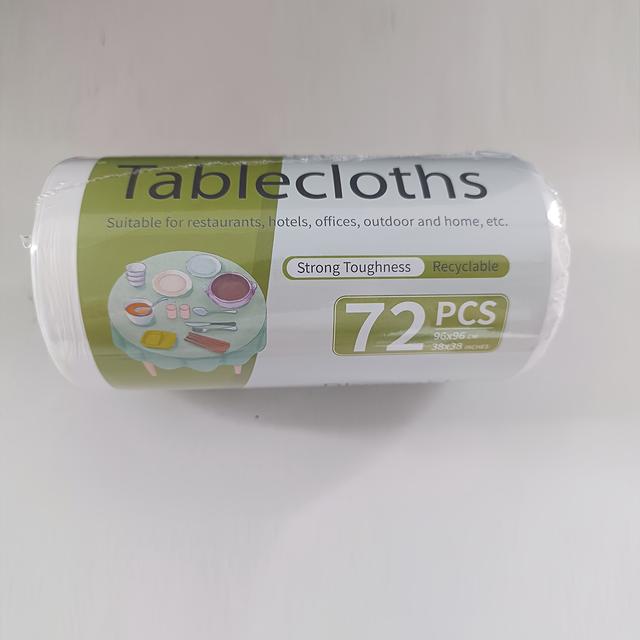 Tablecloths
Suitable for restaurants, hotels, offices, outdoor and home, etc.
Strong Toughness Recyclable
72 PCS
96x96 CM
38x38 INCHES